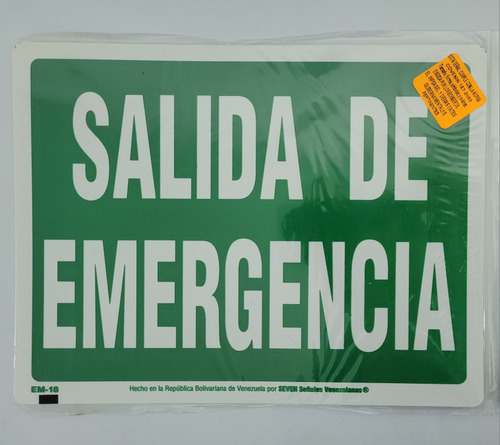 SALIDA DE
EMERGENCIA
EM-18
Hecho en la República Bolivariana de Venezuela por SEVEN Señales Venezolanas®